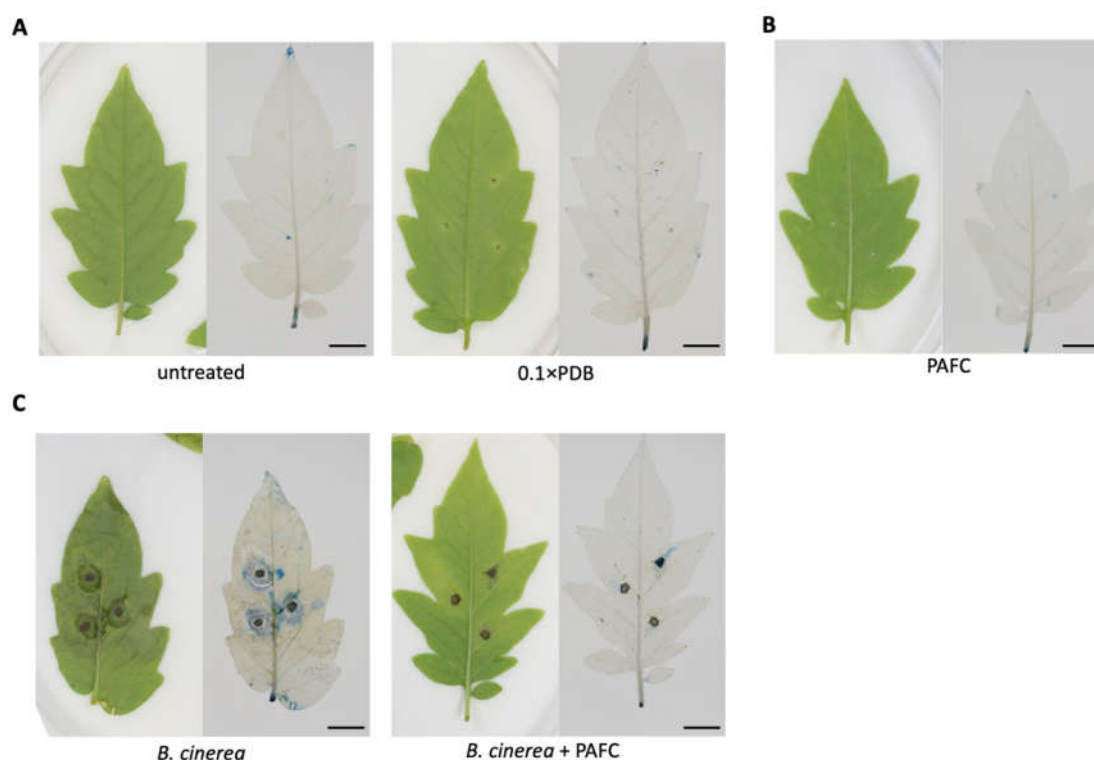 A
B
untreated
0.1×PDB
PAFC
C
B. cinerea
B. cinerea + PAFC